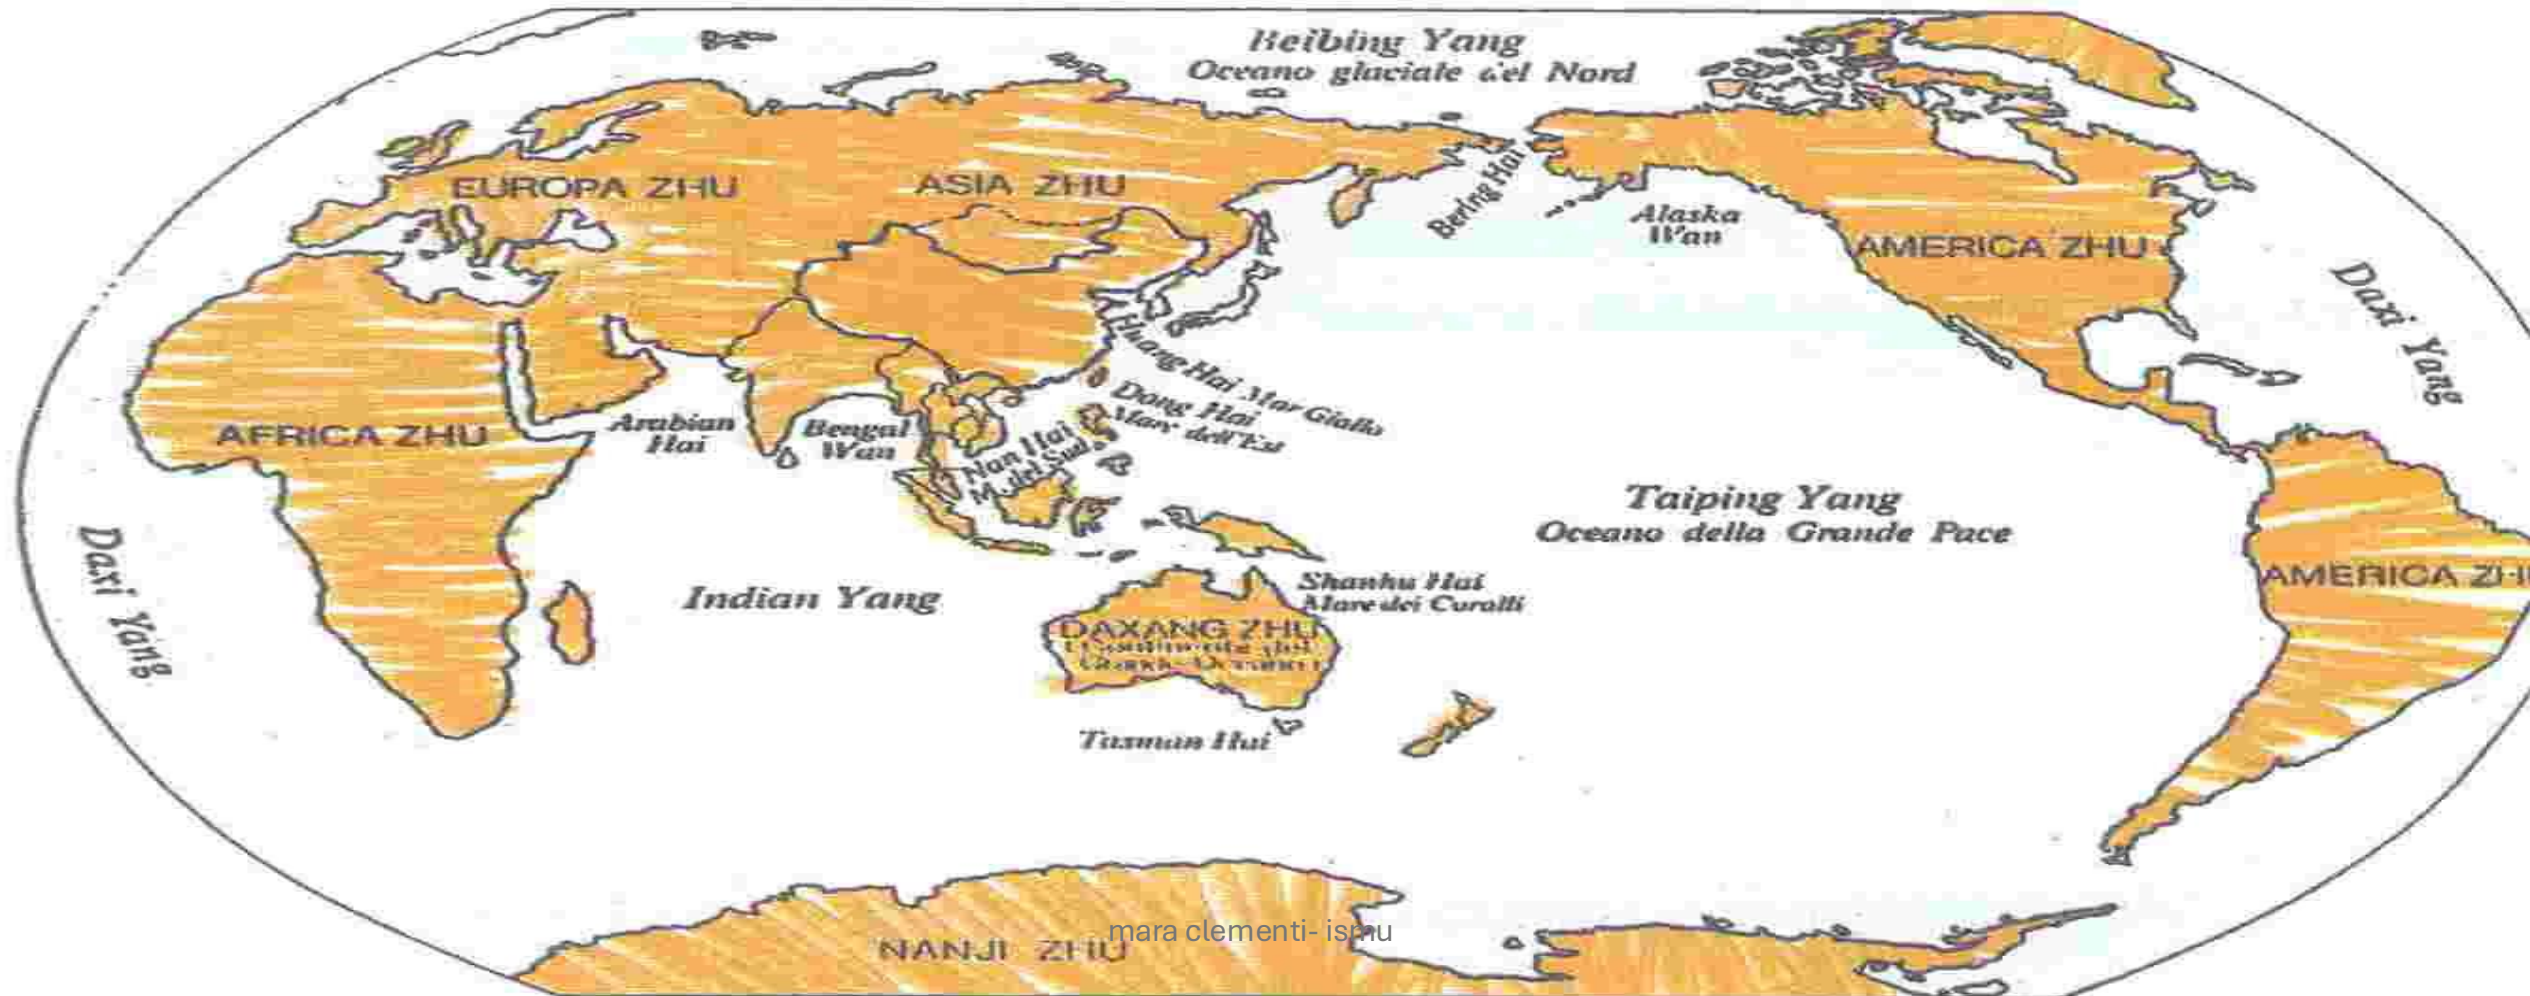 Beibing Yang
Oceano glaciale del Nord
EUROPA ZHU
ASIA ZHU
Bering Hai
Alaska
Wan
AMERICA ZHU
Daxi Yang
Huang Hai Mar Giallo
Dong Hai
Mare dell'Est
AFRICA ZHU
Arabian
Hai
Bengal
Wan
Nan Hai
M. del Sud
Taiping Yang
Oceano della Grande Pace
Daxi Yang
Indian Yang
Shanhu Hai
Mare dei Coralli
AMERICA ZHU
DAXANG ZHU
Tasman Hai
NANJI ZHU
mara clementi- ismu